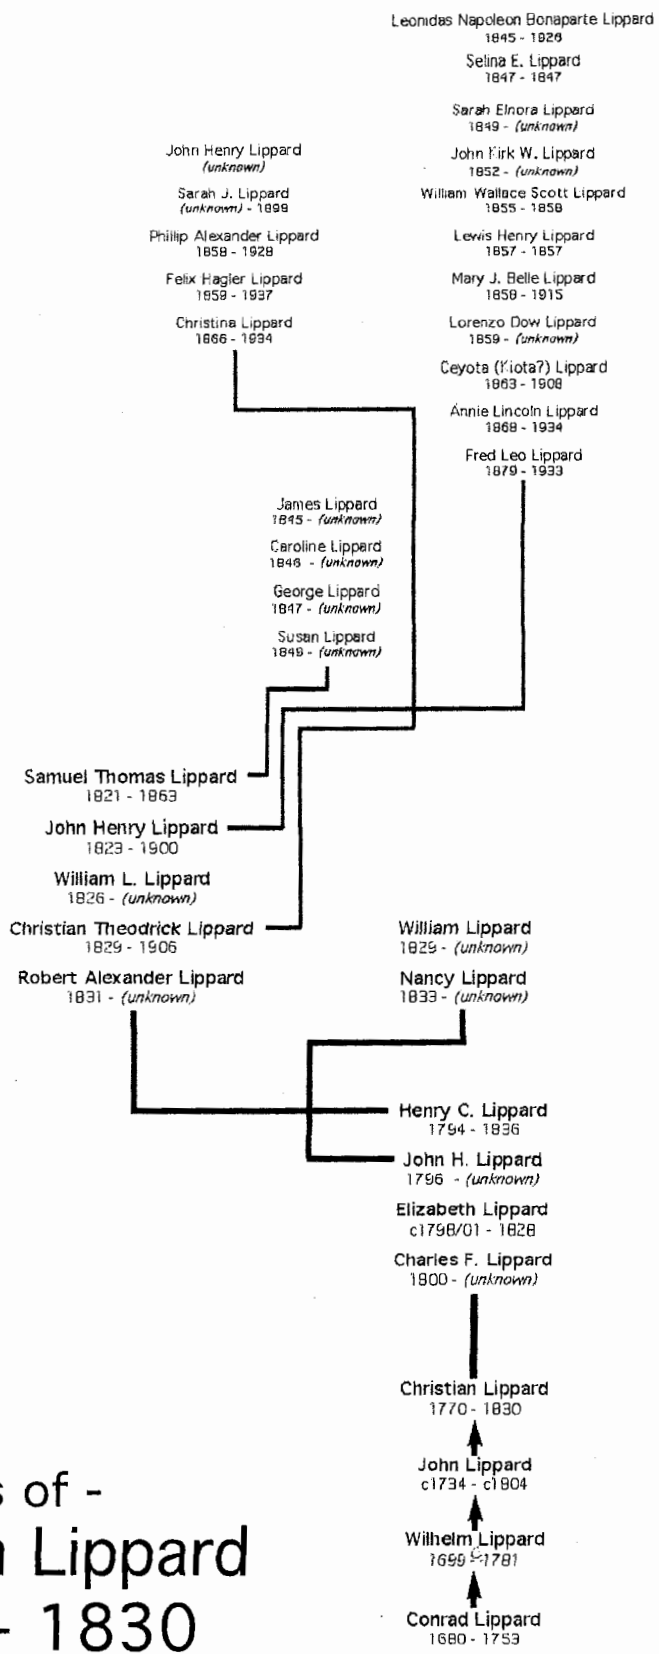 Leonidas Napoleon Bonaparte Lippard
1845 - 1926
Selina E. Lippard
1847 - 1847
Sarah Elnora Lippard
1849 - (unknown)
John Kirk W. Lippard
1852 - (unknown)
William Wallace Scott Lippard
1855 - 1858
Lewis Henry Lippard
1857 - 1857
Mary J. Belle Lippard
1858 - 1915
Lorenzo Dow Lippard
1859 - (unknown)
Ceyota (Kiota?) Lippard
1863 - 1908
Annie Lincoln Lippard
1868 - 1934
Fred Leo Lippard
1879 - 1933
John Henry Lippard
(unknown)
Sarah J. Lippard
(unknown) - 1899
Phillip Alexander Lippard
1858 - 1928
Felix Hagler Lippard
1859 - 1937
Christina Lippard
1866 - 1934
James Lippard
1845 - (unknown)
Caroline Lippard
1846 - (unknown)
George Lippard
1847 - (unknown)
Susan Lippard
1849 - (unknown)
Samuel Thomas Lippard
1821 - 1863
John Henry Lippard
1823 - 1900
William L. Lippard
1826 - (unknown)
Christian Theodrick Lippard
1829 - 1906
Robert Alexander Lippard
1831 - (unknown)
William Lippard
1829 - (unknown)
Nancy Lippard
1833 - (unknown)
Henry C. Lippard
1794 - 1836
John H. Lippard
1796 - (unknown)
Elizabeth Lippard
c1798/01 - 1828
Charles F. Lippard
1800 - (unknown)
Christian Lippard
1770 - 1830
John Lippard
c1734 - c1804
Wilhelm Lippard
1699 - 1781
Conrad Lippard
1680 - 1753
s of -
n Lippard
- 1830